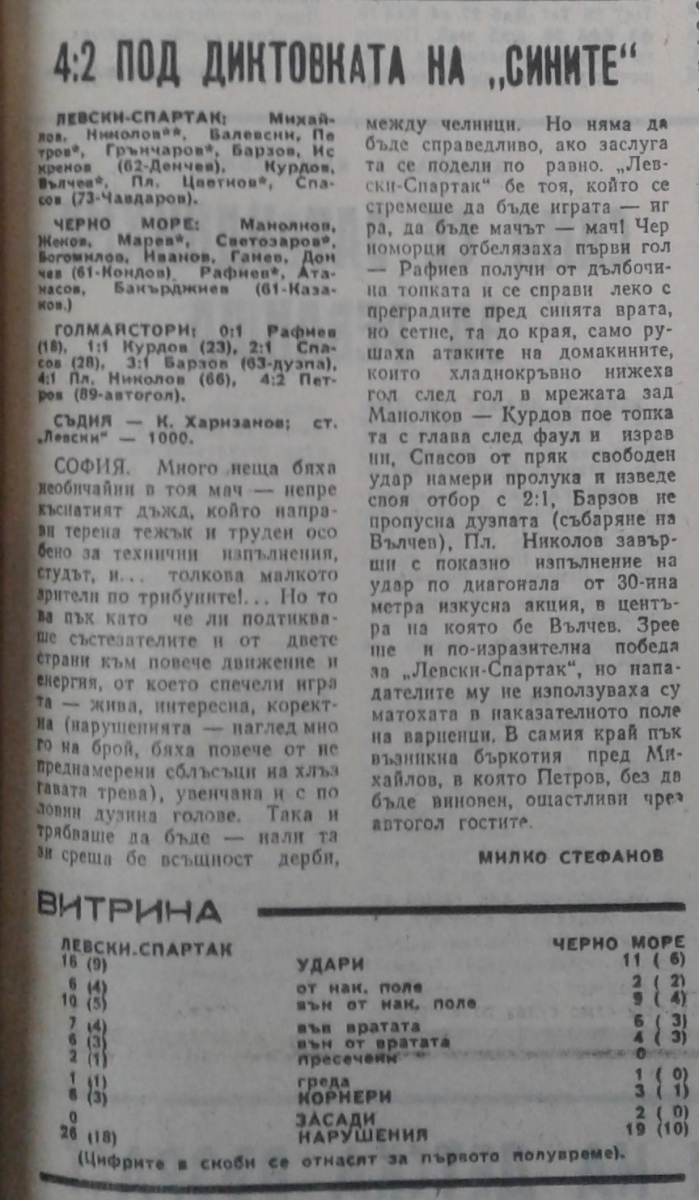 4:2 ПОД ДИКТОВКАТА НА „СИНИТЕ“
ЛЕВСКИ-СПАРТАК: Михай-
лов, Николов**, Балевски, Пе
тров*, Грънчаров*, Барзов, Ис
кренов (62-Денчев), Курдов,
Вълчев*, Пл. Цветков*, Спа-
сов (73-Чавдаров).
ЧЕРНО МОРЕ: Манолков,
Женов, Марев*, Светозаров*,
Богомилов, Иванов, Ганев, Дон
чев (61-Кондов) Рафиев*, Ата-
насов, Банърджиев (61-Каза-
ков.)
ГОЛМАЙСТОРИ: 0:1 Рафиев
(18), 1:1 Курдов (23), 2:1 Спа-
сов (28), 3:1 Барзов (63-дузпа),
4:1 Пл. Николов (66), 4:2 Пет-
ров (89-автогол).
СЪДИЯ — К. Харизанов; ст.
„Левски“ — 1000.
СОФИЯ. Много неща бяха
необичайни в тоя мач — непре
къснатият дъжд, който напра-
ви терена тежък и труден осо
бено за технични изпълнения,
студът, и... толкова малкото
зрители по трибуните!... Но то
ва пък като че ли подтиква-
ше състезателите и от двете
страни към повече движение и
енергия, от което спечели игра
та — жива, интересна, корект-
на (нарушенията — наглед мно
го на брой, бяха повече от не
преднамерени сблъсъци на хлъз
гавата трева), увенчана и с по
ловин дузина голове. Така и
трябваше да бъде — нали та
зи среща бе всъщност дерби,
между челници. Но няма да
бъде справедливо, ако заслуга
та се подели по равно. „Лев-
ски-Спартак“ бе тоя, който се
стремеше да бъде играта — иг
ра, да бъде мачът — мач! Чер
номорци отбелязаха първи гол
— Рафиев получи от дълбочи-
на топката и се справи леко с
преградите пред синята врата,
но сетне, та до края, само ру-
шаха атаките на домакините,
които хладнокръвно нижеха
гол след гол в мрежата зад
Манолков — Курдов пое топка
та с глава след фаул и израв
ни, Спасов от пряк свободен
удар намери пролука и изведе
своя отбор с 2:1, Барзов не
пропусна дузпата (събаряне на
Вълчев), Пл. Николов завър-
ши с показно изпълнение на
удар по диагонала от 30-ина
метра изкусна акция, в центъ-
ра на която бе Вълчев. Зрее
ше и по-изразителна победа
за „Левски-Спартак“, но напа-
дателите му не използуваха су
матохата в наказателното поле
на варненци. В самия край пък
възникна бъркотия пред Ми-
хайлов, в която Петров, без да
бъде виновен, ощастливи чрез
автогол гостите.
МИЛКО СТЕФАНОВ
ВИТРИНА
ЛЕВСКИ-СПАРТАК ЧЕРНО МОРЕ
16 (9) УДАРИ 11 ( 6)
6 (4) от нак. поле 2 ( 2)
10 (5) вън от нак. поле 9 ( 4)
7 (4) във вратата 6 ( 3)
6 (3) вън от вратата 4 ( 3)
2 (1) пресечени 0
1 (1) греда 1 ( 0)
8 (3) КОРНЕРИ 3 ( 1)
0 ЗАСАДИ 2 ( 0)
26 (18) НАРУШЕНИЯ 19 (10)
(Цифрите в скоби се отнасят за първото полувреме).